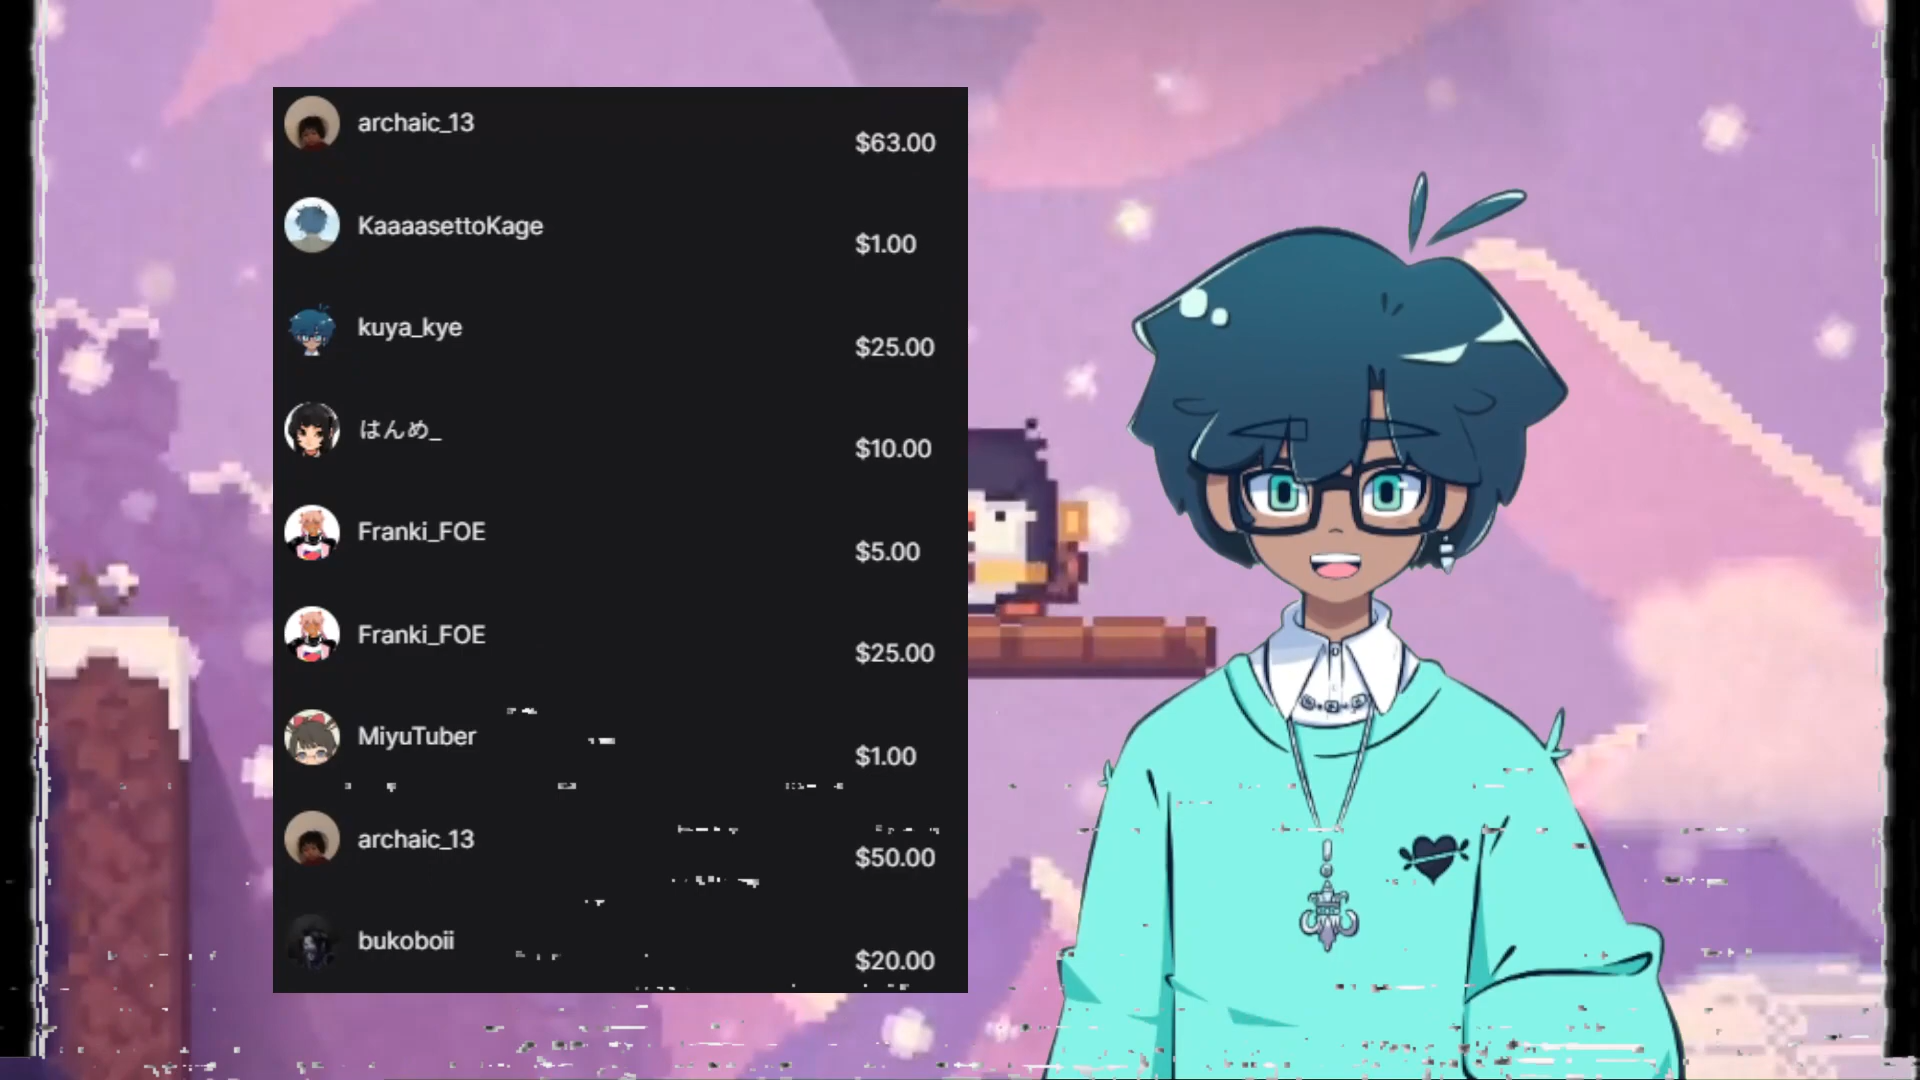 archaic_13
$63.00
KaaaasettoKage
$1.00
kuya_kye
$25.00
はんめ_
$10.00
Franki_FOE
$5.00
Franki_FOE
$25.00
MiyuTuber
$1.00
archaic_13
$50.00
bukoboii
$20.00